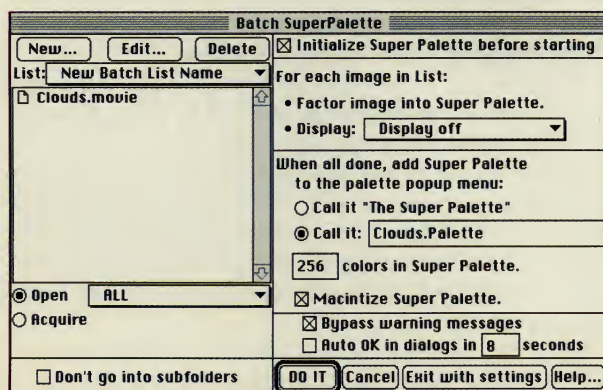 Batch SuperPalette
New... Edit... Delete
List: New Batch List Name
Clouds.movie
Open ALL
Acquire
Don't go into subfolders
Initialize Super Palette before starting
For each image in List:
• Factor image into Super Palette.
• Display: Display off
When all done, add Super Palette
to the palette popup menu:
Call it "The Super Palette"
Call it: Clouds.Palette
256 colors in Super Palette.
Macintize Super Palette.
Bypass warning messages
Auto OK in dialogs in 8 seconds
DO IT Cancel Exit with settings Help...